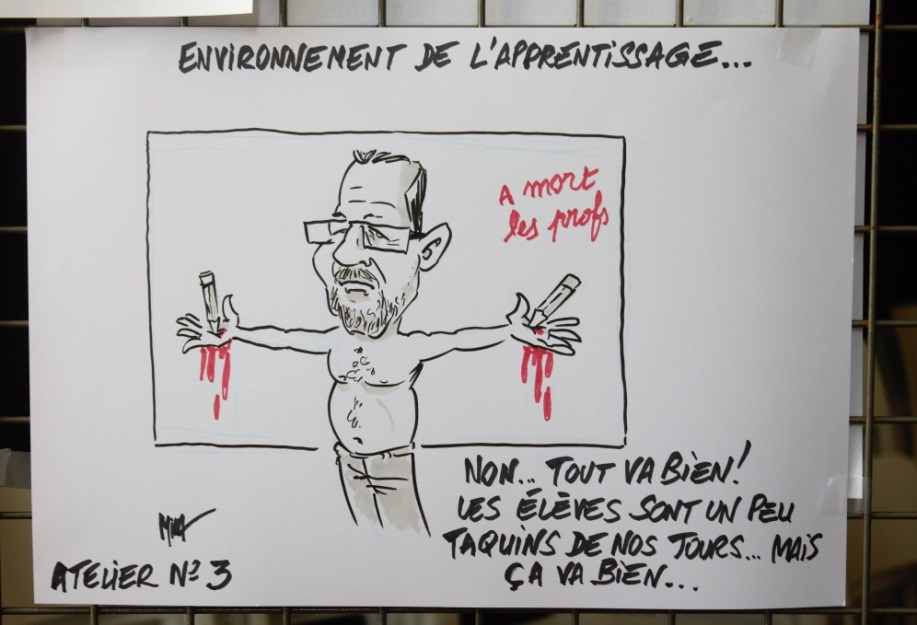 ENVIRONNEMENT DE L'APPRENTISSAGE...
A mort
les profs
NON... TOUT VA BIEN!
LES ÉLÈVES SONT UN PEU
TAQUINS DE NOS JOURS... MAIS
ÇA VA BIEN...
ATELIER N° 3